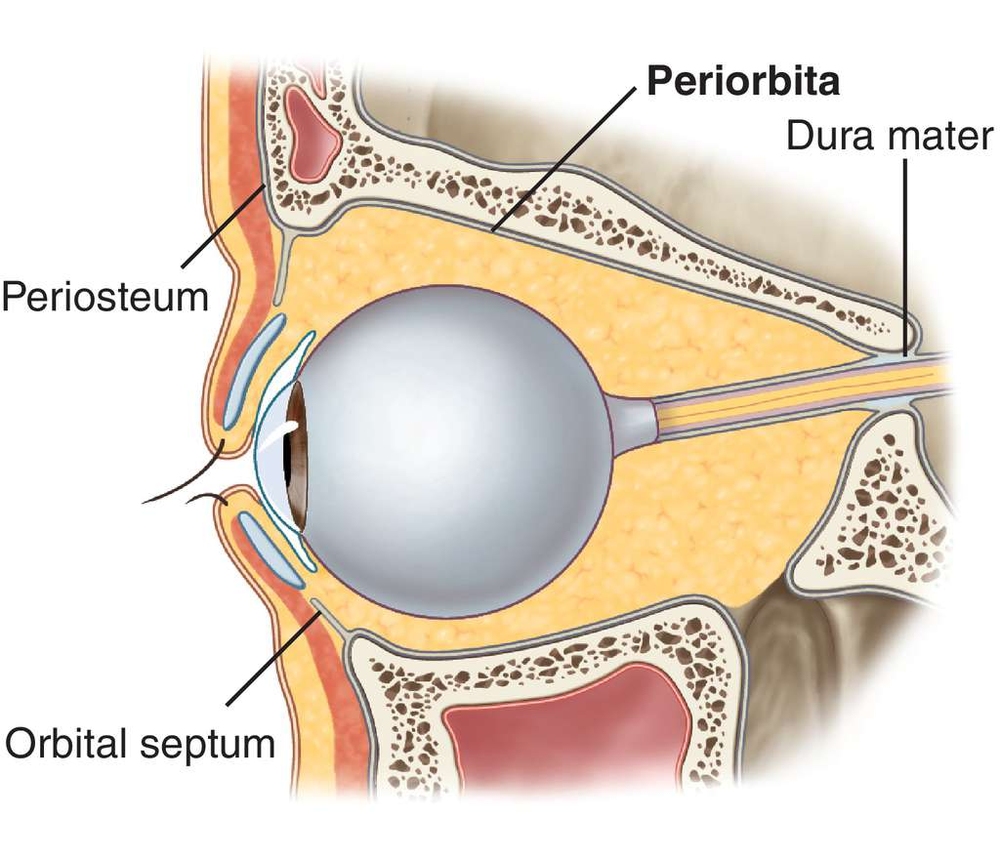 Periorbita
Dura mater
Periosteum
Orbital septum